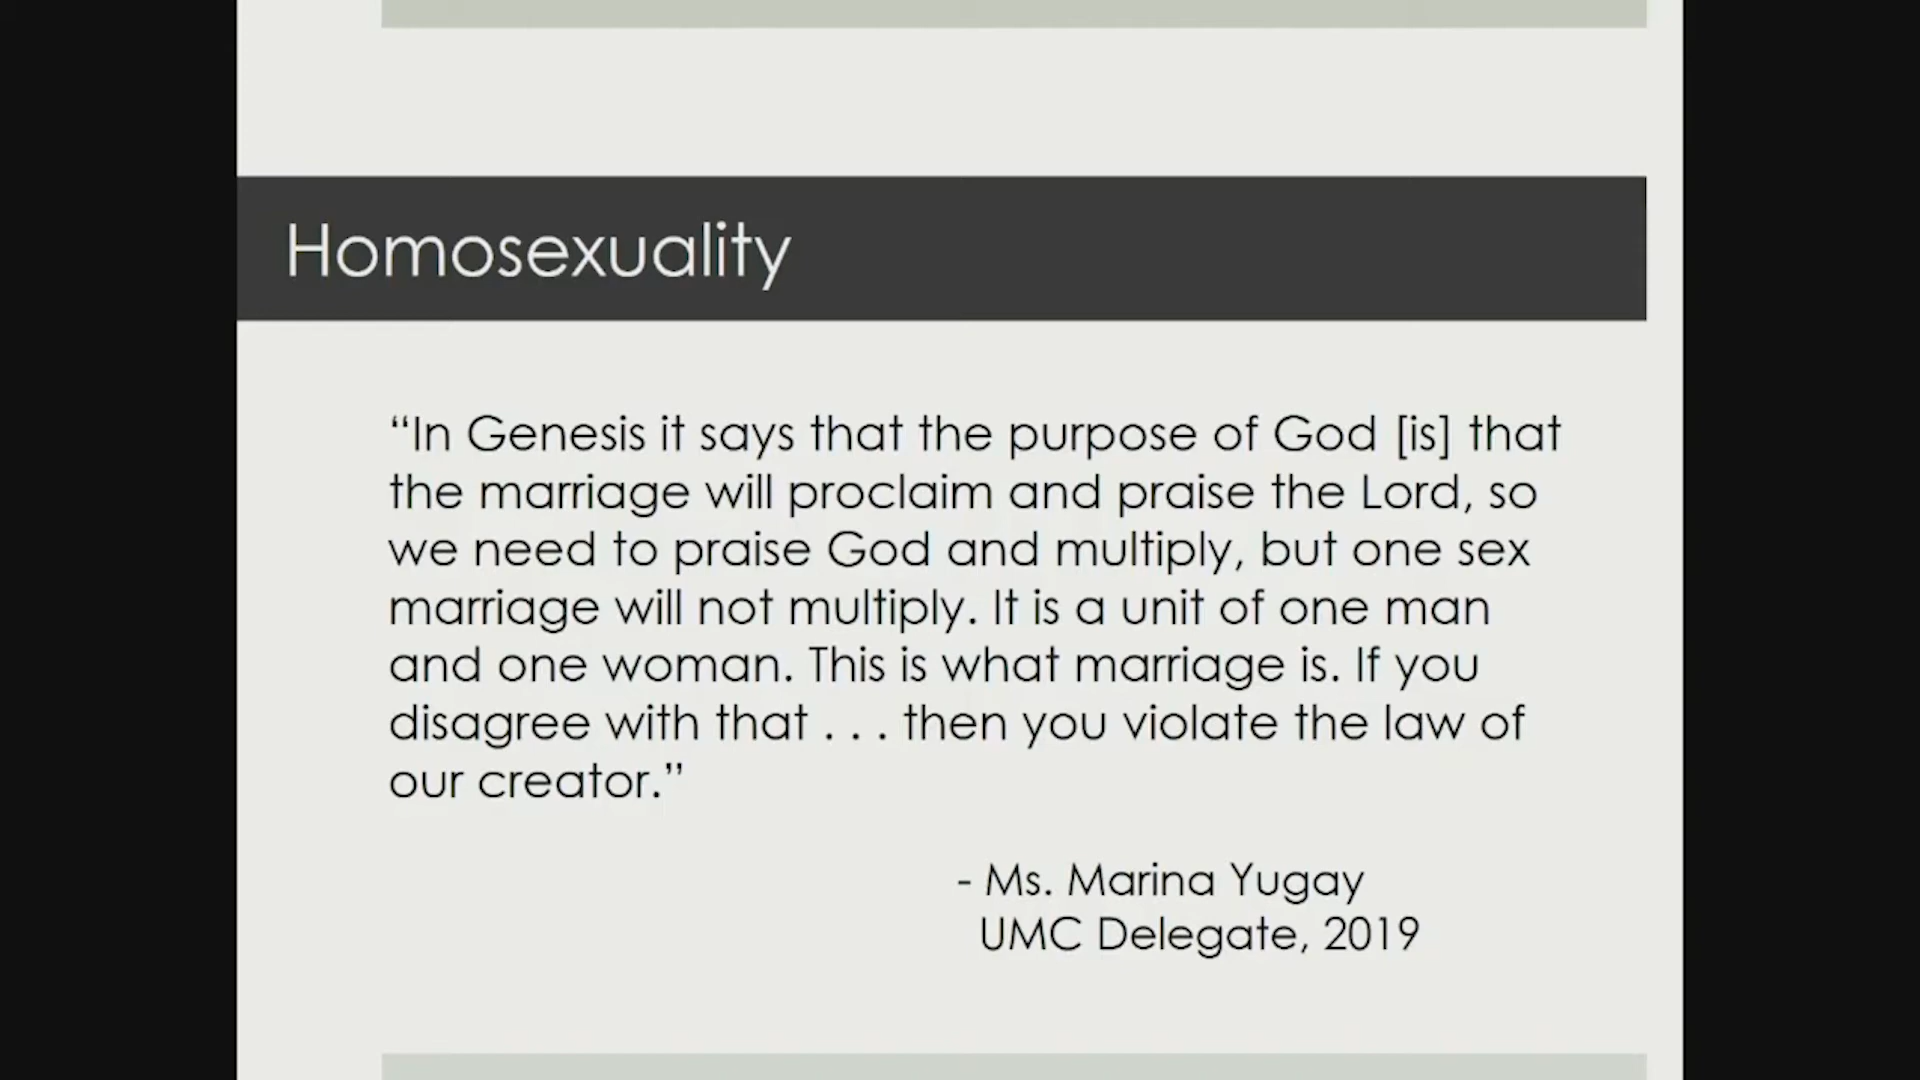 Homosexuality
“In Genesis it says that the purpose of God [is] that
the marriage will proclaim and praise the Lord, so
we need to praise God and multiply, but one sex
marriage will not multiply. It is a unit of one man
and one woman. This is what marriage is. If you
disagree with that . . . then you violate the law of
our creator.”
- Ms. Marina Yugay
UMC Delegate, 2019